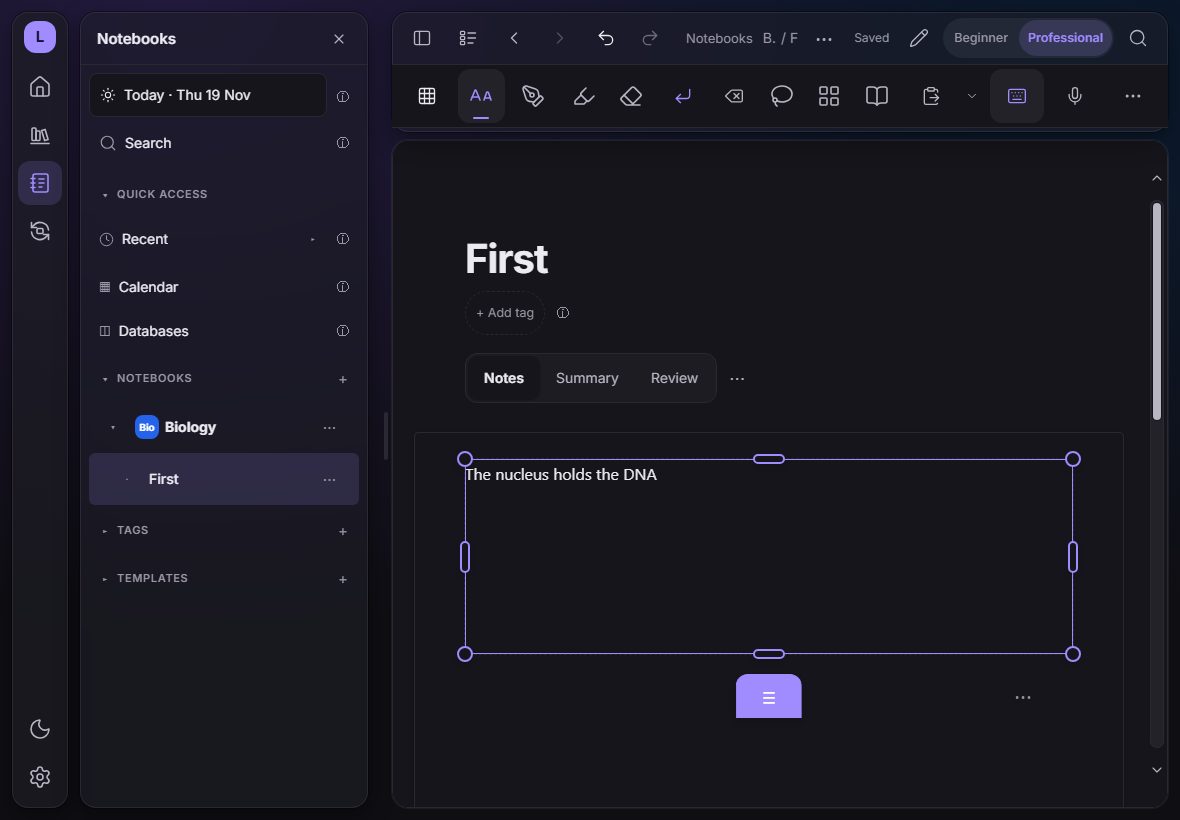 L
Notebooks
Today · Thu 19 Nov
Search
QUICK ACCESS
Recent
Calendar
Databases
NOTEBOOKS
Bio Biology
First
TAGS
TEMPLATES
Notebooks B. / F ... Saved Beginner Professional
AA
First
+ Add tag
Notes Summary Review
The nucleus holds the DNA